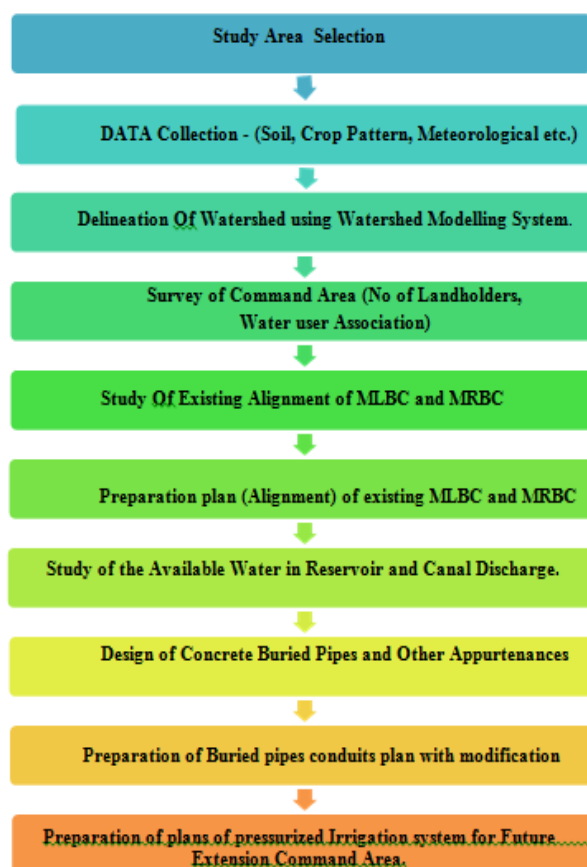 Study Area Selection
DATA Collection - (Soil, Crop Pattern, Meteorological etc.)
Delineation Of Watershed using Watershed Modelling System.
Survey of Command Area (No of Landholders,
Water user Association)
Study Of Existing Alignment of MLBC and MRBC
Preparation plan (Alignment) of existing MLBC and MRBC
Study of the Available Water in Reservoir and Canal Discharge.
Design of Concrete Buried Pipes and Other Appurtenances
Preparation of Buried pipes conduits plan with modification
Preparation of plans of pressurized Irrigation system for Future
Extension Command Area.